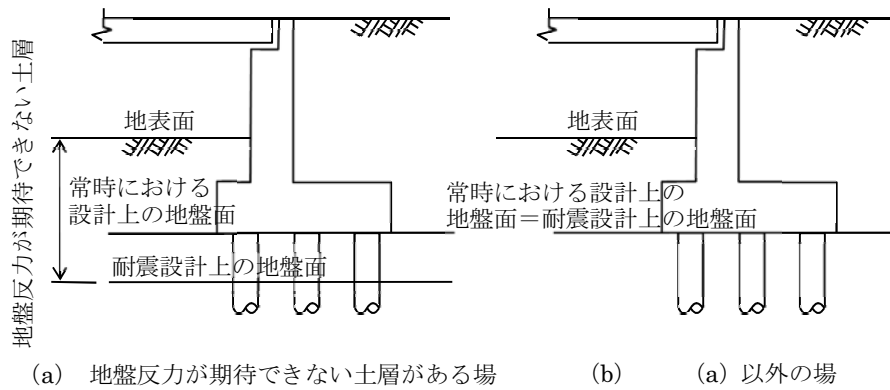 地盤反力が期待できない土層
地表面
常時における
設計上の地盤面
耐震設計上の地盤面
(a) 地盤反力が期待できない土層がある場
地表面
常時における設計上の
地盤面＝耐震設計上の地盤面
(b) (a) 以外の場